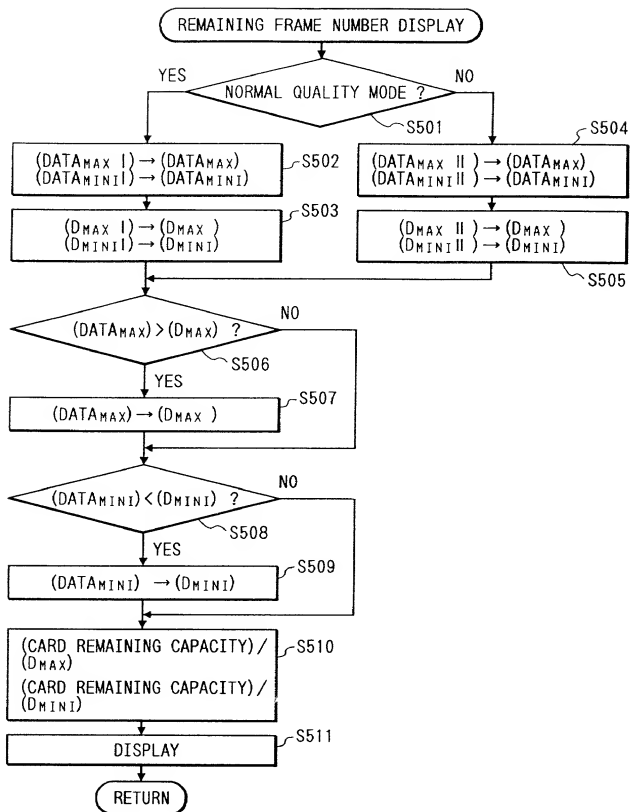 REMAINING FRAME NUMBER DISPLAY
YES
NORMAL QUALITY MODE ?
NO
S501
(DATAMAX I) → (DATAMAX)
(DATAMINI I) → (DATAMINI)
S502
(DATAMAX II) → (DATAMAX)
(DATAMINI II) → (DATAMINI)
S504
(DMAX I) → (DMAX )
(DMINI I) → (DMINI)
S503
(DMAX II ) → (DMAX )
(DMINI II) → (DMINI)
S505
(DATAMAX) > (DMAX) ?
NO
S506
YES
(DATAMAX) → (DMAX )
S507
(DATAMINI) < (DMINI) ?
NO
S508
YES
(DATAMINI) → (DMINI)
S509
(CARD REMAINING CAPACITY)/
(DMAX)
(CARD REMAINING CAPACITY)/
(DMINI)
S510
DISPLAY
S511
RETURN